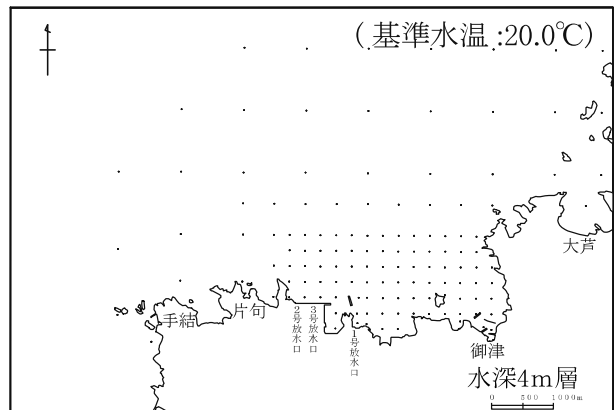 (基準水温:20.0℃)
大芦
手結
片句
2号放水口
3号放水口
1号放水口
御津
水深4m層
0 500 1000m